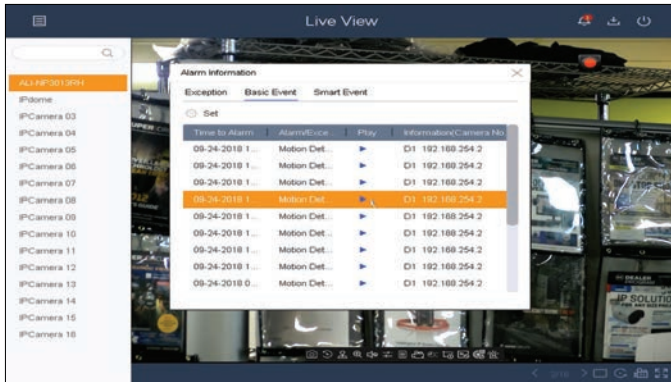 Live View
Alarm Information
Exception Basic Event Smart Event
Set
Time to Alarm Alarm/Exce... Play Information(Camera No
09-24-2018 1... Motion Det... D1 192.168.254.2
09-24-2018 1... Motion Det... D1 192.168.254.2
09-24-2018 1... Motion Det... D1 192.168.254.2
09-24-2018 1... Motion Det... D1 192.168.254.2
09-24-2018 1... Motion Det... D1 192.168.254.2
09-24-2018 1... Motion Det... D1 192.168.254.2
09-24-2018 1... Motion Det... D1 192.168.254.2
09-24-2018 1... Motion Det... D1 192.168.254.2
09-24-2018 0... Motion Det... D1 192.168.254.2
ALI-NP3013RH
IPdome
IPCamera 03
IPCamera 04
IPCamera 05
IPCamera 06
IPCamera 07
IPCamera 08
IPCamera 09
IPCamera 10
IPCamera 11
IPCamera 12
IPCamera 13
IPCamera 14
IPCamera 15
IPCamera 16
DEALER
IP SOLUTIO